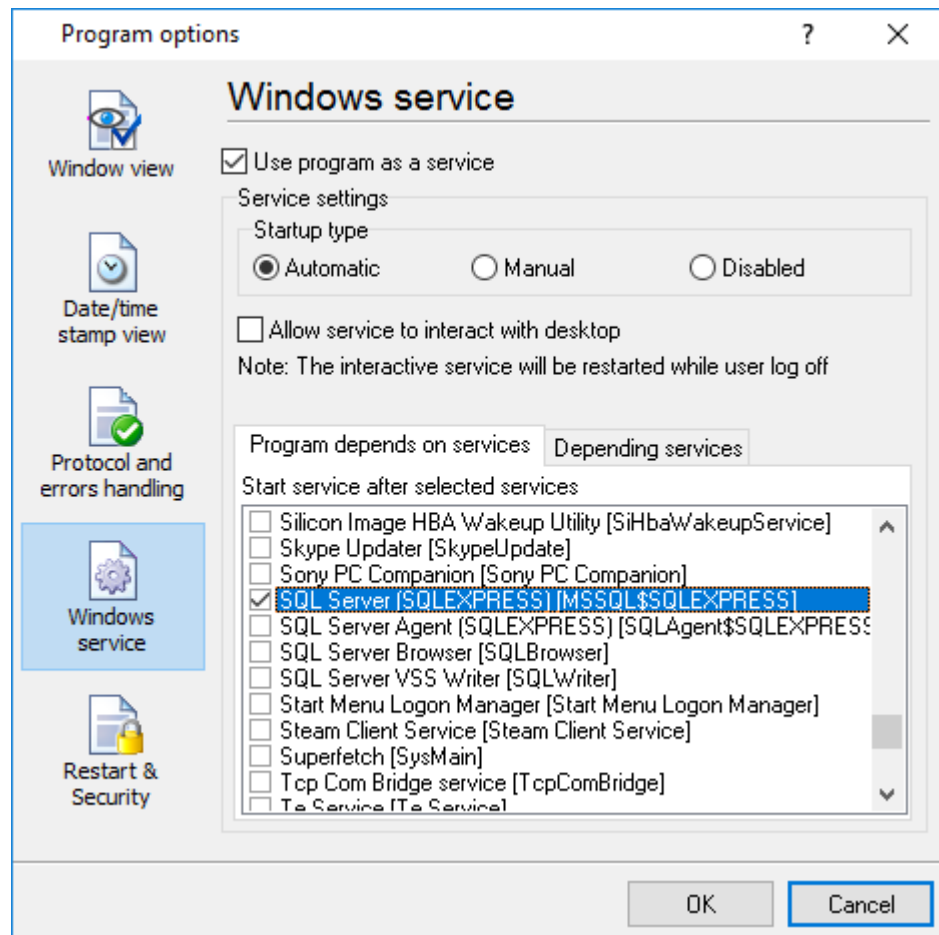 Program options
Windows service
Window view
Date/time
stamp view
Protocol and
errors handling
Windows
service
Restart &
Security
Use program as a service
Service settings
Startup type
Automatic Manual Disabled
Allow service to interact with desktop
Note: The interactive service will be restarted while user log off
Program depends on services Depending services
Start service after selected services
Silicon Image HBA Wakeup Utility [SiHbaWakeupService]
Skype Updater [SkypeUpdate]
Sony PC Companion [Sony PC Companion]
SQL Server (SQLEXPRESS) [MSSQL$SQLEXPRESS]
SQL Server Agent (SQLEXPRESS) [SQLAgent$SQLEXPRESS
SQL Server Browser [SQLBrowser]
SQL Server VSS Writer [SQLWriter]
Start Menu Logon Manager [Start Menu Logon Manager]
Steam Client Service [Steam Client Service]
Superfetch [SysMain]
Tcp Com Bridge service [TcpComBridge]
Te Service [Te Service]
OK Cancel